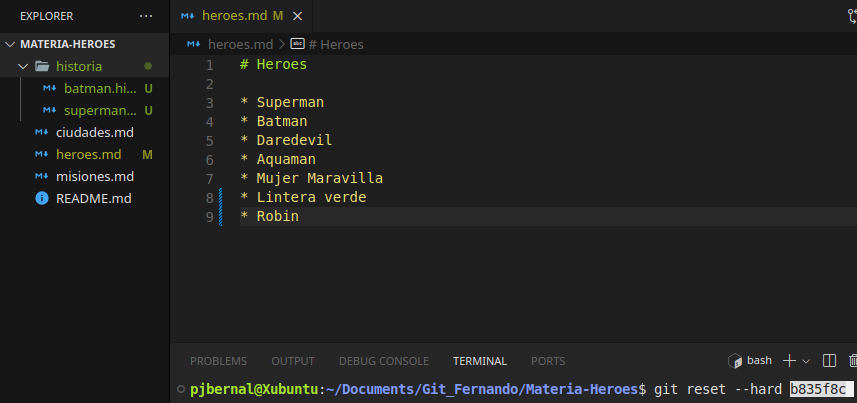 EXPLORER ···
MATERIA-HEROES
historia
batman.hi... U
superman... U
ciudades.md
heroes.md M
misiones.md
README.md
heroes.md M
heroes.md > # Heroes
1 # Heroes
2
3 * Superman
4 * Batman
5 * Daredevil
6 * Aquaman
7 * Mujer Maravilla
8 * Lintera verde
9 * Robin
PROBLEMS OUTPUT DEBUG CONSOLE TERMINAL PORTS
bash
pjbernal@Xubuntu:~/Documents/Git_Fernando/Materia-Heroes$ git reset --hard b835f8c